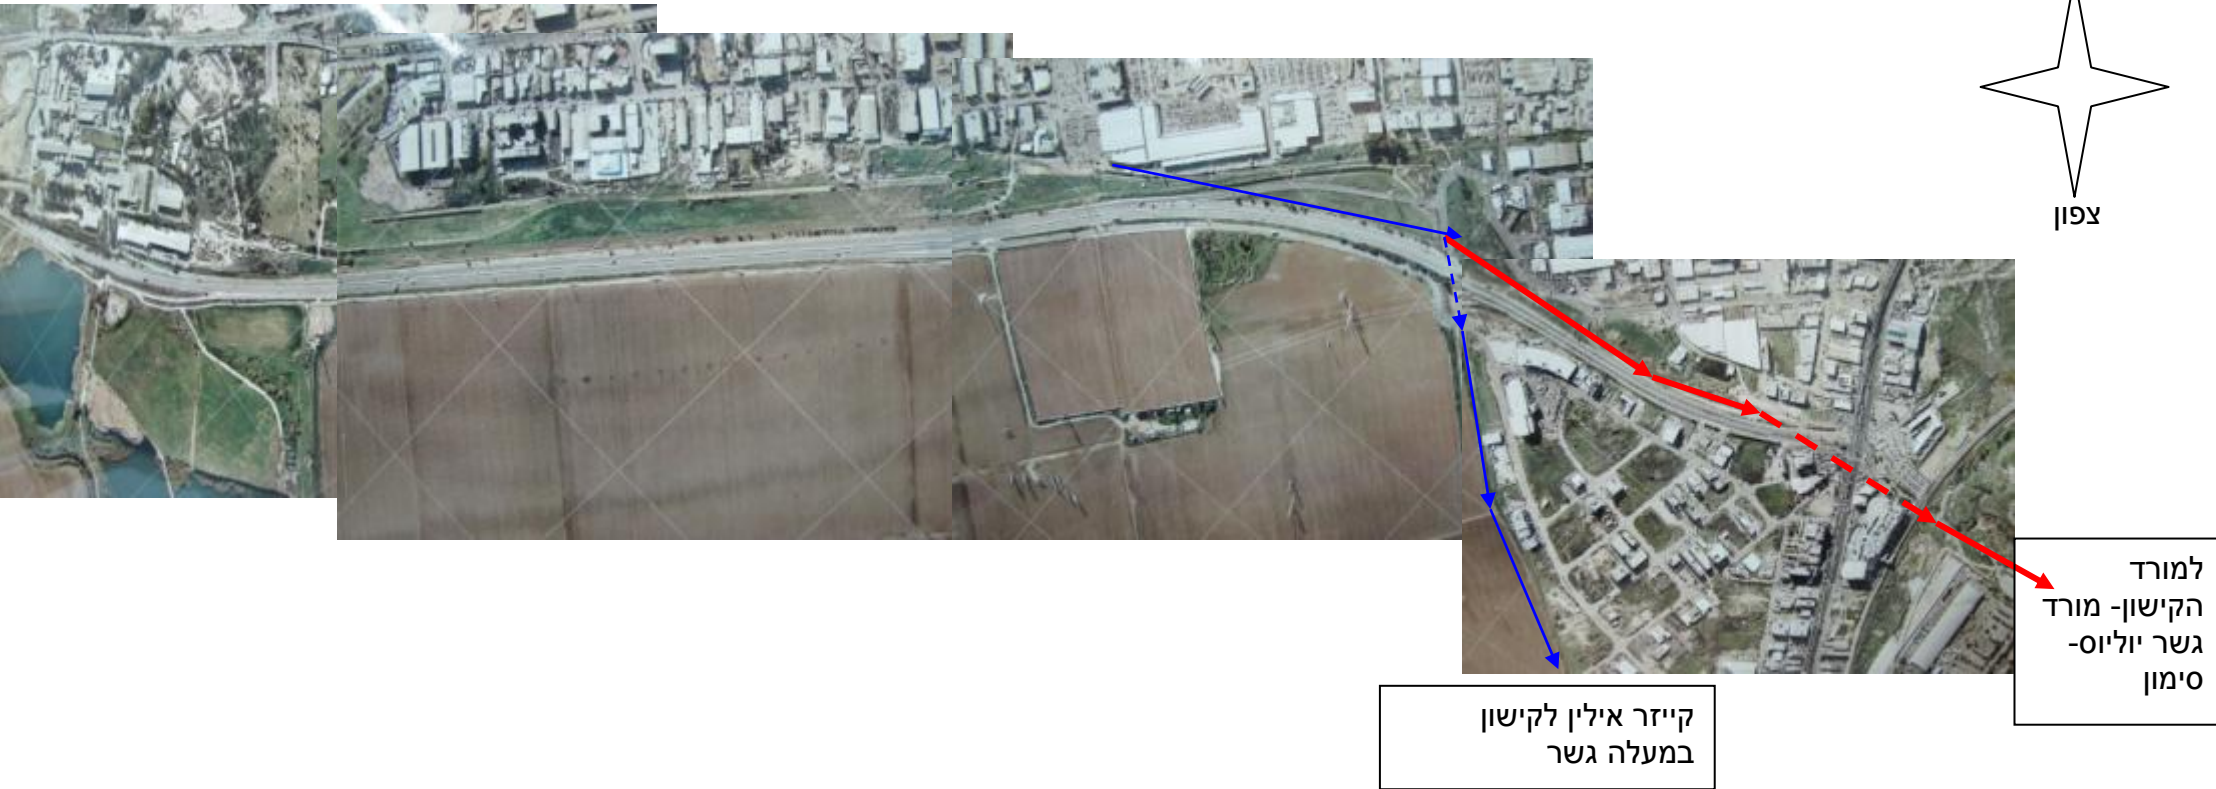 צפון
למורד
הקישון- מורד
גשר יוליוס-
סימון
קייזר אילין לקישון
במעלה גשר